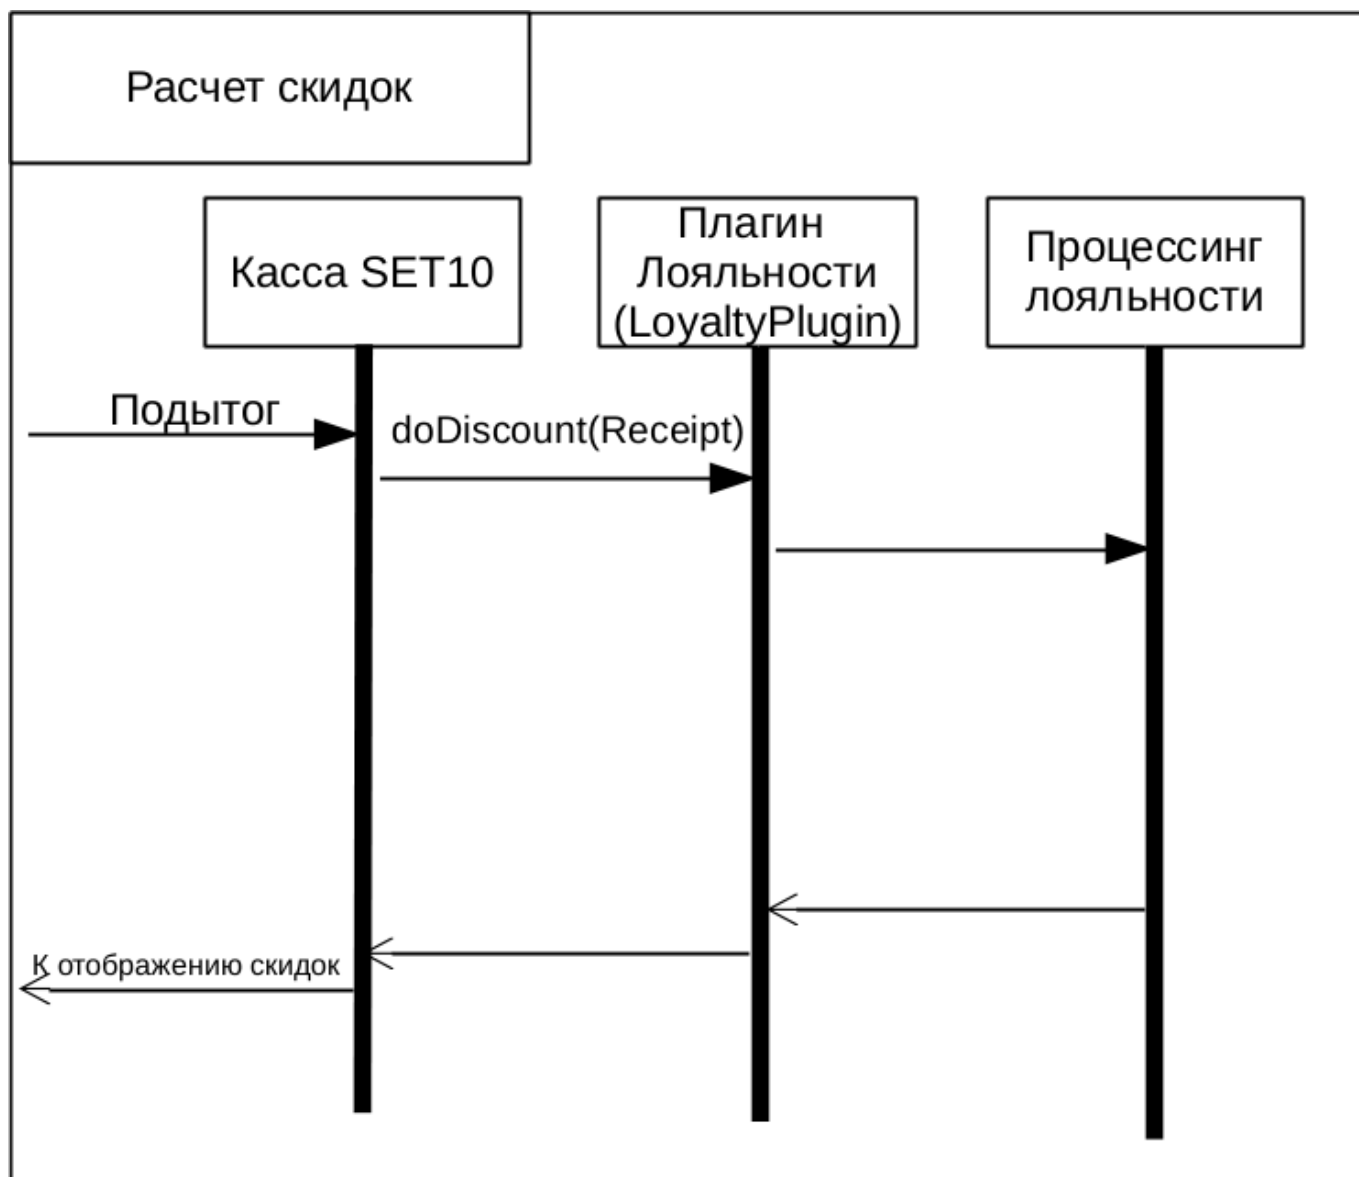 Расчет скидок
Касса SET10
Плагин
Лояльности
(LoyaltyPlugin)
Процессинг
лояльности
Подытог
doDiscount(Receipt)
К отображению скидок